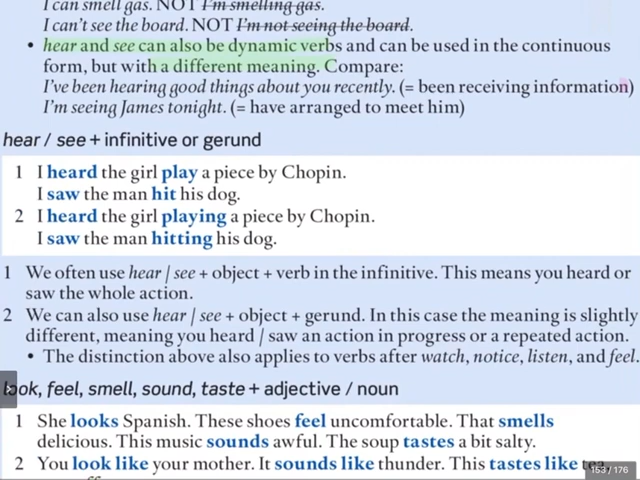 I can smell gas. NOT I'm smelling gas.
I can't see the board. NOT I'm not seeing the board.
• hear and see can also be dynamic verbs and can be used in the continuous
form, but with a different meaning. Compare:
I've been hearing good things about you recently. (= been receiving information)
I'm seeing James tonight. (= have arranged to meet him)
hear / see + infinitive or gerund
1 I heard the girl play a piece by Chopin.
I saw the man hit his dog.
2 I heard the girl playing a piece by Chopin.
I saw the man hitting his dog.
1 We often use hear / see + object + verb in the infinitive. This means you heard or
saw the whole action.
2 We can also use hear / see + object + gerund. In this case the meaning is slightly
different, meaning you heard / saw an action in progress or a repeated action.
• The distinction above also applies to verbs after watch, notice, listen, and feel.
look, feel, smell, sound, taste + adjective / noun
1 She looks Spanish. These shoes feel uncomfortable. That smells
delicious. This music sounds awful. The soup tastes a bit salty.
2 You look like your mother. It sounds like thunder. This tastes like
153 / 176